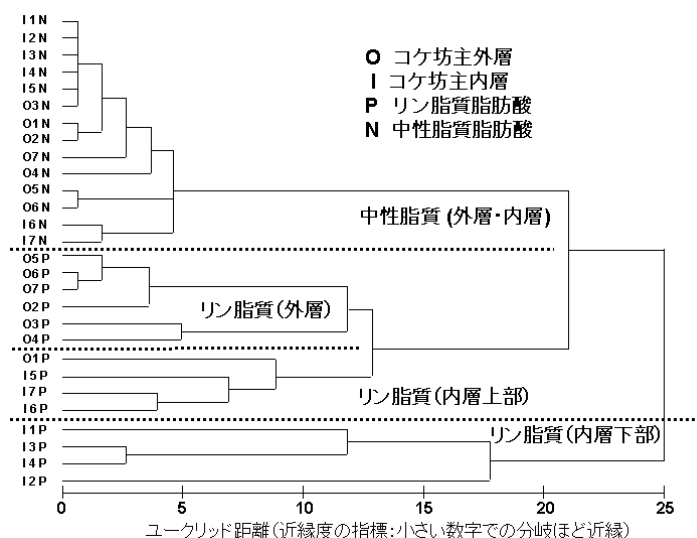 I1N
I2N
I3N
I4N
I5N
O3N
O1N
O2N
O7N
O4N
O5N
O6N
I6N
I7N
O5P
O6P
O7P
O2P
O3P
O4P
O1P
I5P
I7P
I6P
I1P
I3P
I4P
I2P
O コケ坊主外層
I コケ坊主内層
P リン脂質脂肪酸
N 中性脂質脂肪酸
中性脂質(外層・内層)
リン脂質(外層)
リン脂質(内層上部)
リン脂質(内層下部)
0 5 10 15 20 25
ユークリッド距離(近縁度の指標:小さい数字での分岐ほど近縁)